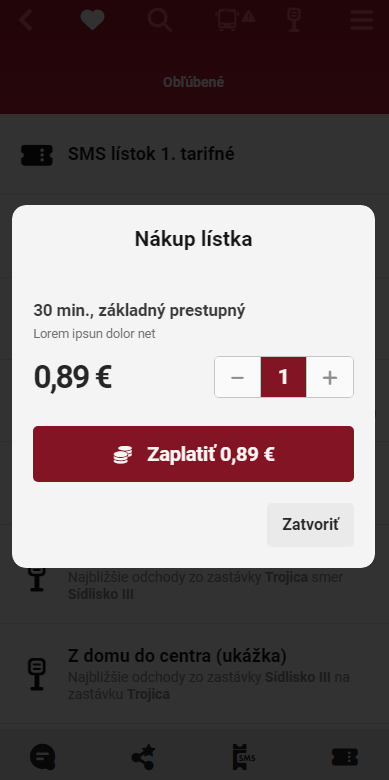 Obľúbené
SMS lístok 1. tarifné
Nákup lístka
30 min., základný prestupný
Lorem ipsun dolor net
0,89 €
1
Zaplatiť 0,89 €
Zatvoriť
Najbližšie odchody zo zastávky Trojica smer
Sídlisko III
Z domu do centra (ukážka)
Najbližšie odchody zo zastávky Sídlisko III na
zastávku Trojica
SMS